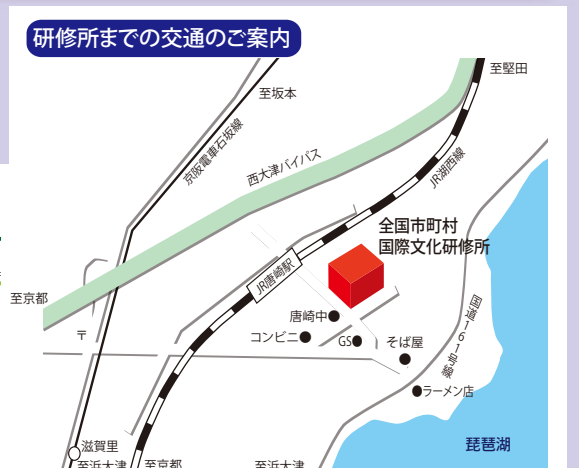 研修所までの交通のご案内
至堅田
至坂本
京阪電車石坂線
西大津バイパス
JR湖西線
全国市町村
国際文化研修所
JR唐崎駅
至京都
唐崎中
コンビニ
GS
そば屋
国道161号線
〒
ラーメン店
琵琶湖
滋賀里
至浜大津
至京都
至浜大津